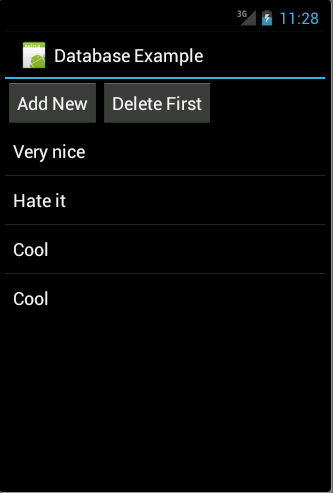 3G 11:28
Database Example
Add New Delete First
Very nice
Hate it
Cool
Cool